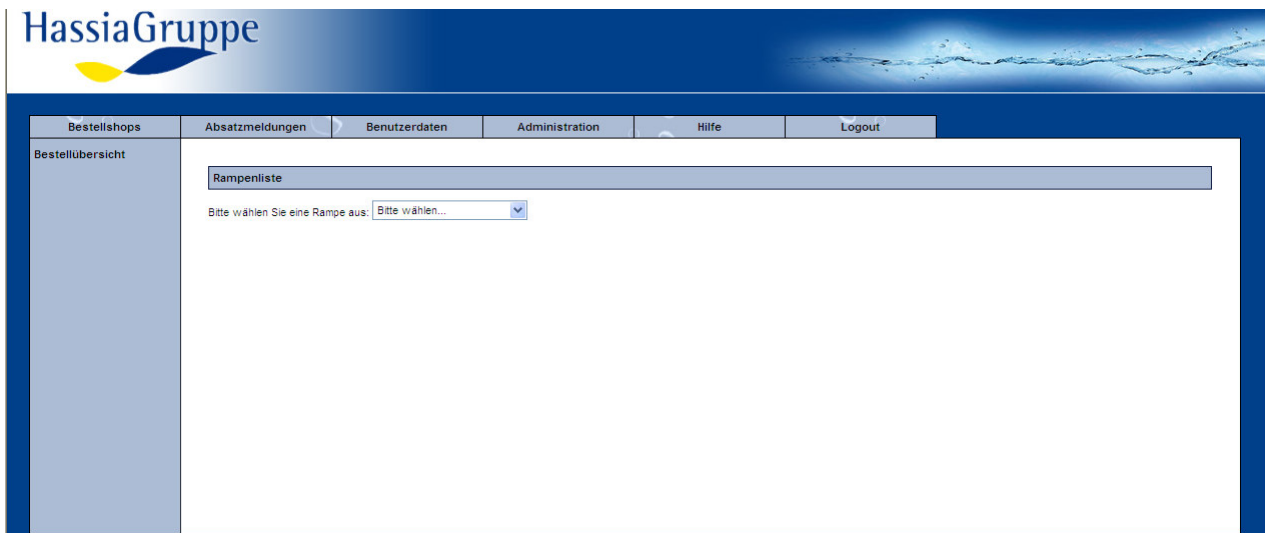 HassiaGruppe
Bestellshops Absatzmeldungen Benutzerdaten Administration Hilfe Logout
Bestellübersicht
Rampenliste
Bitte wählen Sie eine Rampe aus: Bitte wählen...